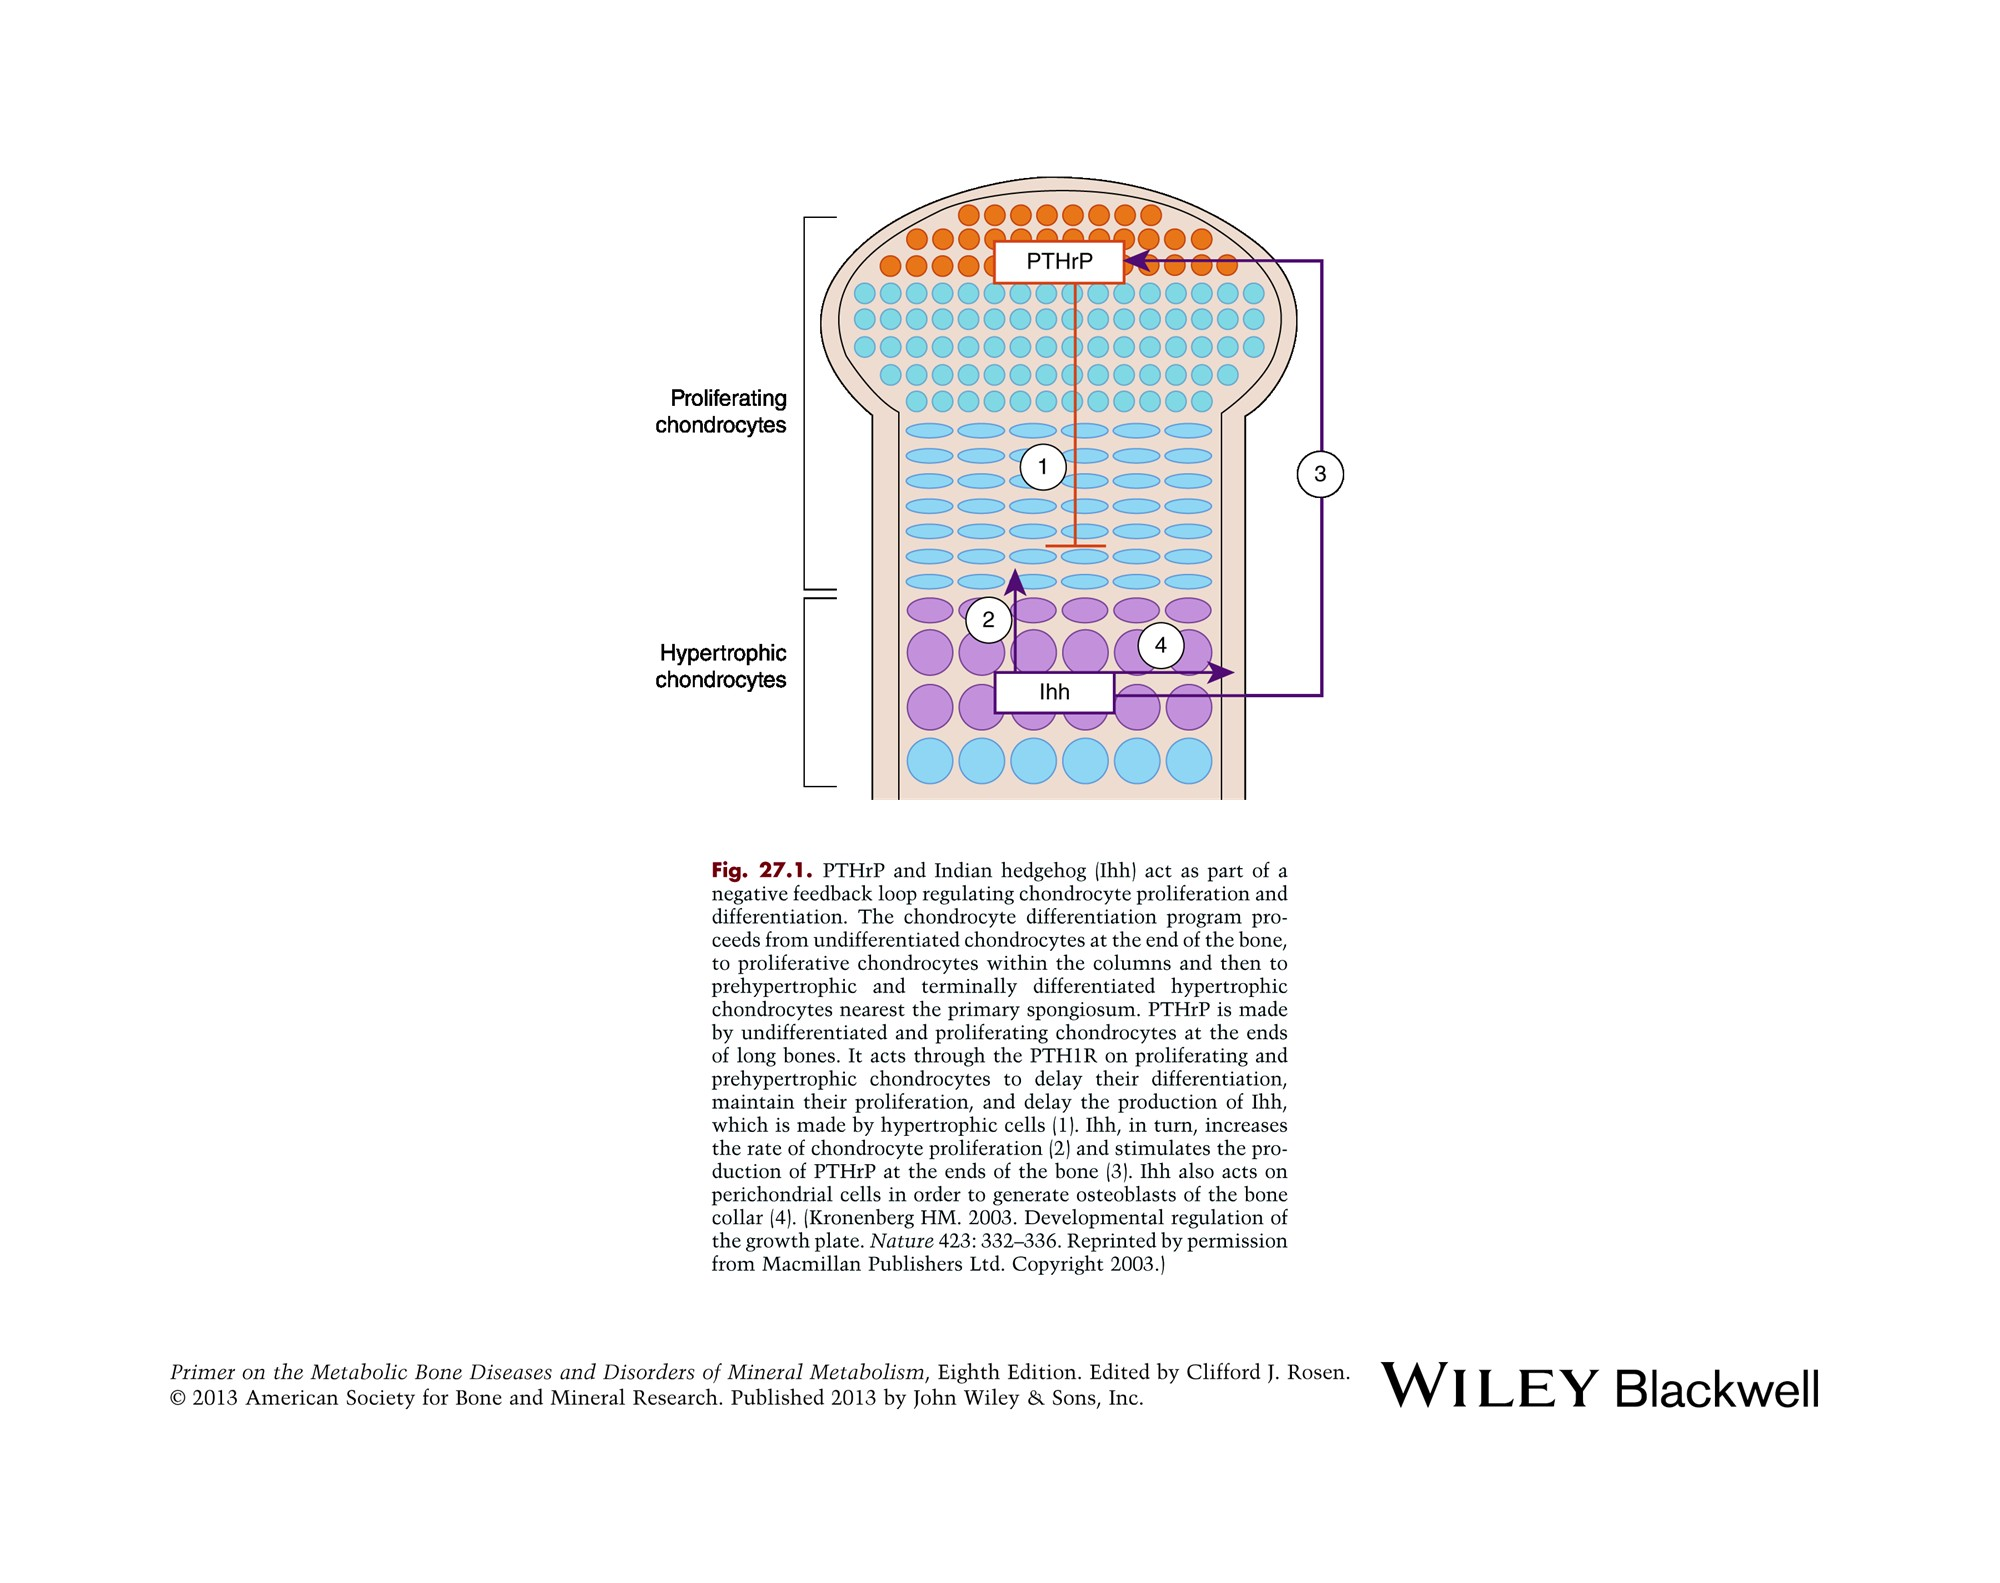 PTHrP
Proliferating
chondrocytes
1
3
2
4
Hypertrophic
chondrocytes
Ihh
Fig. 27.1. PTHrP and Indian hedgehog (Ihh) act as part of a
negative feedback loop regulating chondrocyte proliferation and
differentiation. The chondrocyte differentiation program pro-
ceeds from undifferentiated chondrocytes at the end of the bone,
to proliferative chondrocytes within the columns and then to
prehypertrophic and terminally differentiated hypertrophic
chondrocytes nearest the primary spongiosum. PTHrP is made
by undifferentiated and proliferating chondrocytes at the ends
of long bones. It acts through the PTH1R on proliferating and
prehypertrophic chondrocytes to delay their differentiation,
maintain their proliferation, and delay the production of Ihh,
which is made by hypertrophic cells (1). Ihh, in turn, increases
the rate of chondrocyte proliferation (2) and stimulates the pro-
duction of PTHrP at the ends of the bone (3). Ihh also acts on
perichondrial cells in order to generate osteoblasts of the bone
collar (4). (Kronenberg HM. 2003. Developmental regulation of
the growth plate. Nature 423: 332–336. Reprinted by permission
from Macmillan Publishers Ltd. Copyright 2003.)
Primer on the Metabolic Bone Diseases and Disorders of Mineral Metabolism, Eighth Edition. Edited by Clifford J. Rosen.
© 2013 American Society for Bone and Mineral Research. Published 2013 by John Wiley & Sons, Inc.
WILEY Blackwell